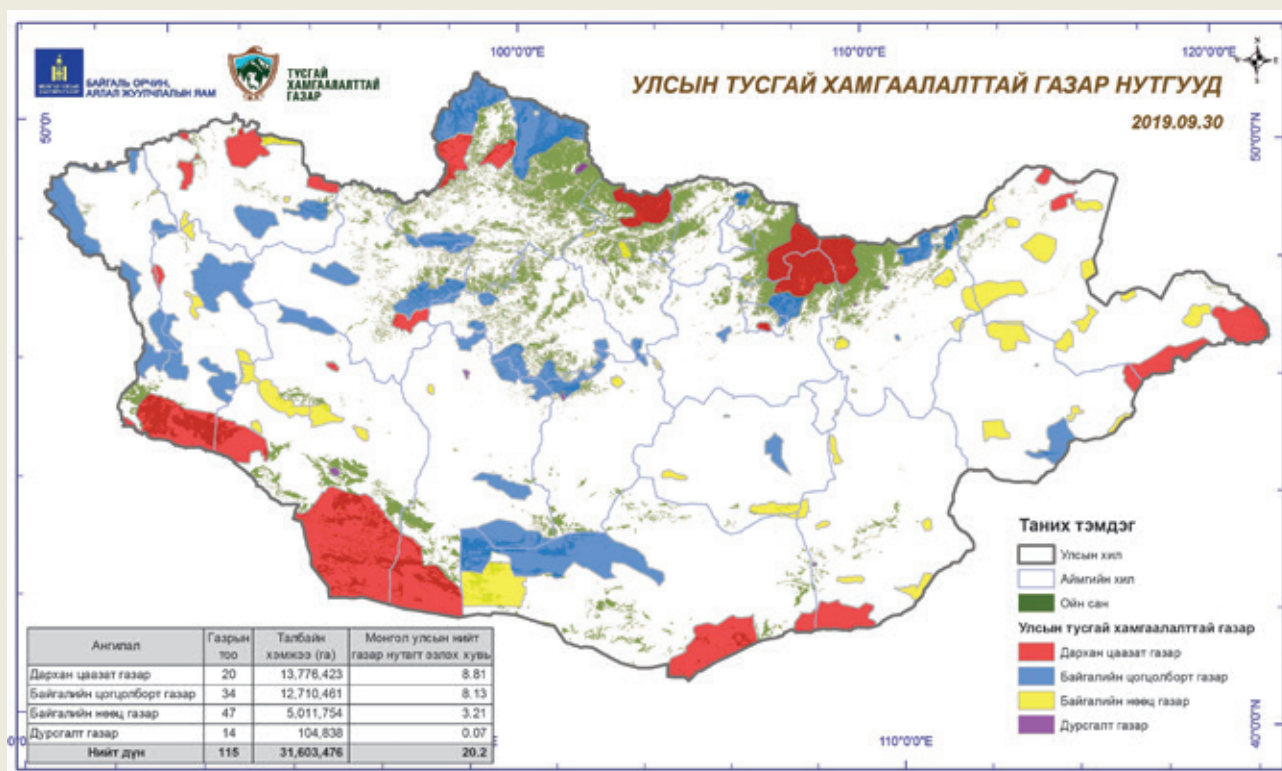 100°0'0"E 110°0'0"E 120°0'0"E
МОНГОЛ УЛСЫН
БАЙГАЛЬ ОРЧИН,
АЯЛАЛ ЖУУЛЧЛАЛЫН ЯАМ
ТУСГАЙ
ХАМГААЛАЛТТАЙ
ГАЗАР
УЛСЫН ТУСГАЙ ХАМГААЛАЛТТАЙ ГАЗАР НУТГУУД
2019.09.30
50°0'0"N
Таних тэмдэг
Улсын хил
Аймгийн хил
Ойн сан
Улсын тусгай хамгаалалттай газар
Дархан цаазат газар
Байгалийн цогцолборт газар
Байгалийн нөөц газар
Дурсгалт газар
Ангилал Газрын тоо Талбайн хэмжээ (га) Монгол улсын нийт газар нутагт эзлэх хувь
Дархан цаазат газар 20 13,776,423 8.81
Байгалийн цогцолборт газар 34 12,710,461 8.13
Байгалийн нөөц газар 47 5,011,754 3.21
Дурсгалт газар 14 104,838 0.07
Нийт дүн 115 31,603,476 20.2
110°0'0"E
40°0'0"N